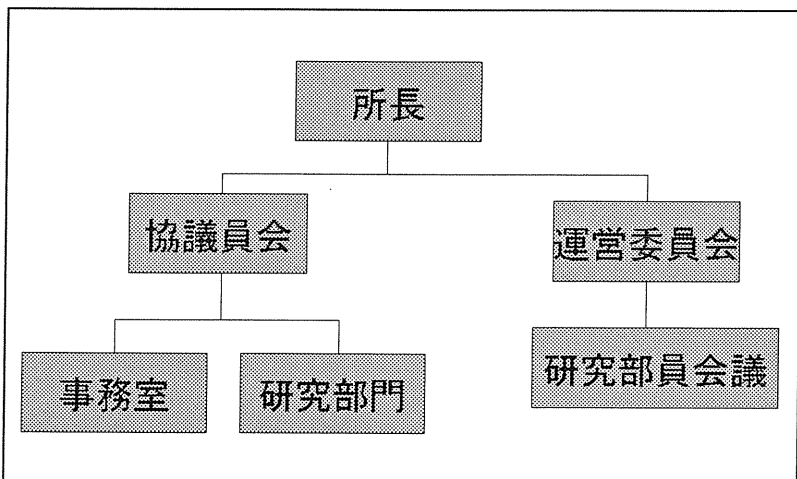 所長
協議員会
運営委員会
事務室
研究部門
研究部員会議